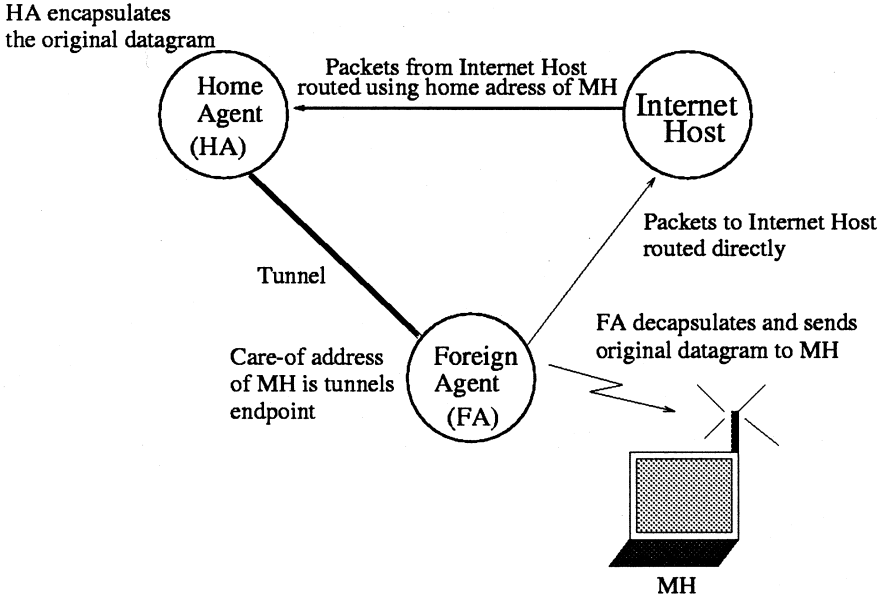 HA encapsulates
the original datagram
Packets from Internet Host
routed using home adress of MH
Home
Agent
(HA)
Internet
Host
Packets to Internet Host
routed directly
Tunnel
FA decapsulates and sends
original datagram to MH
Care-of address
of MH is tunnels
endpoint
Foreign
Agent
(FA)
MH